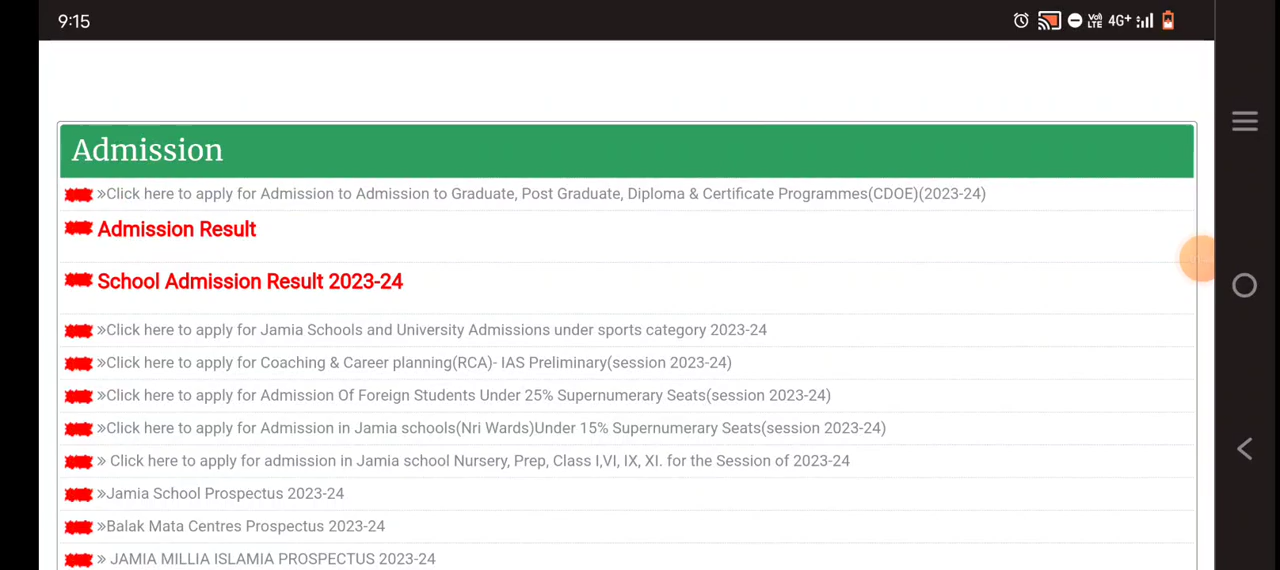 9:15
Vo) LTE 4G+
Admission
»Click here to apply for Admission to Admission to Graduate, Post Graduate, Diploma & Certificate Programmes(CDOE)(2023-24)
Admission Result
School Admission Result 2023-24
»Click here to apply for Jamia Schools and University Admissions under sports category 2023-24
»Click here to apply for Coaching & Career planning(RCA)- IAS Preliminary(session 2023-24)
»Click here to apply for Admission Of Foreign Students Under 25% Supernumerary Seats(session 2023-24)
»Click here to apply for Admission in Jamia schools(Nri Wards)Under 15% Supernumerary Seats(session 2023-24)
» Click here to apply for admission in Jamia school Nursery, Prep, Class I,VI, IX, XI. for the Session of 2023-24
»Jamia School Prospectus 2023-24
»Balak Mata Centres Prospectus 2023-24
» JAMIA MILLIA ISLAMIA PROSPECTUS 2023-24